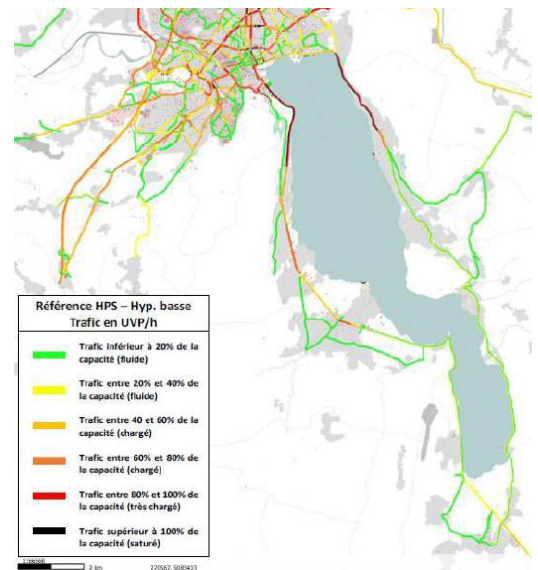 Référence HPS – Hyp. basse
Trafic en UVP/h
Trafic inférieur à 20% de la
capacité (fluide)
Trafic entre 20% et 40% de
la capacité (fluide)
Trafic entre 40 et 60% de la
capacité (chargé)
Trafic entre 60% et 80% de
la capacité (chargé)
Trafic entre 80% et 100% de
la capacité (très chargé)
Trafic supérieur à 100% de
la capacité (saturé)
2 km